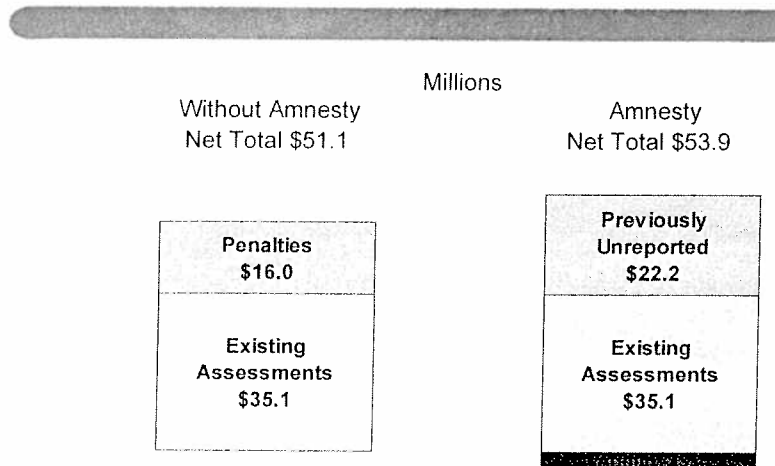 Millions
Without Amnesty
Net Total $51.1
Amnesty
Net Total $53.9
Penalties
$16.0
Existing
Assessments
$35.1
Previously
Unreported
$22.2
Existing
Assessments
$35.1